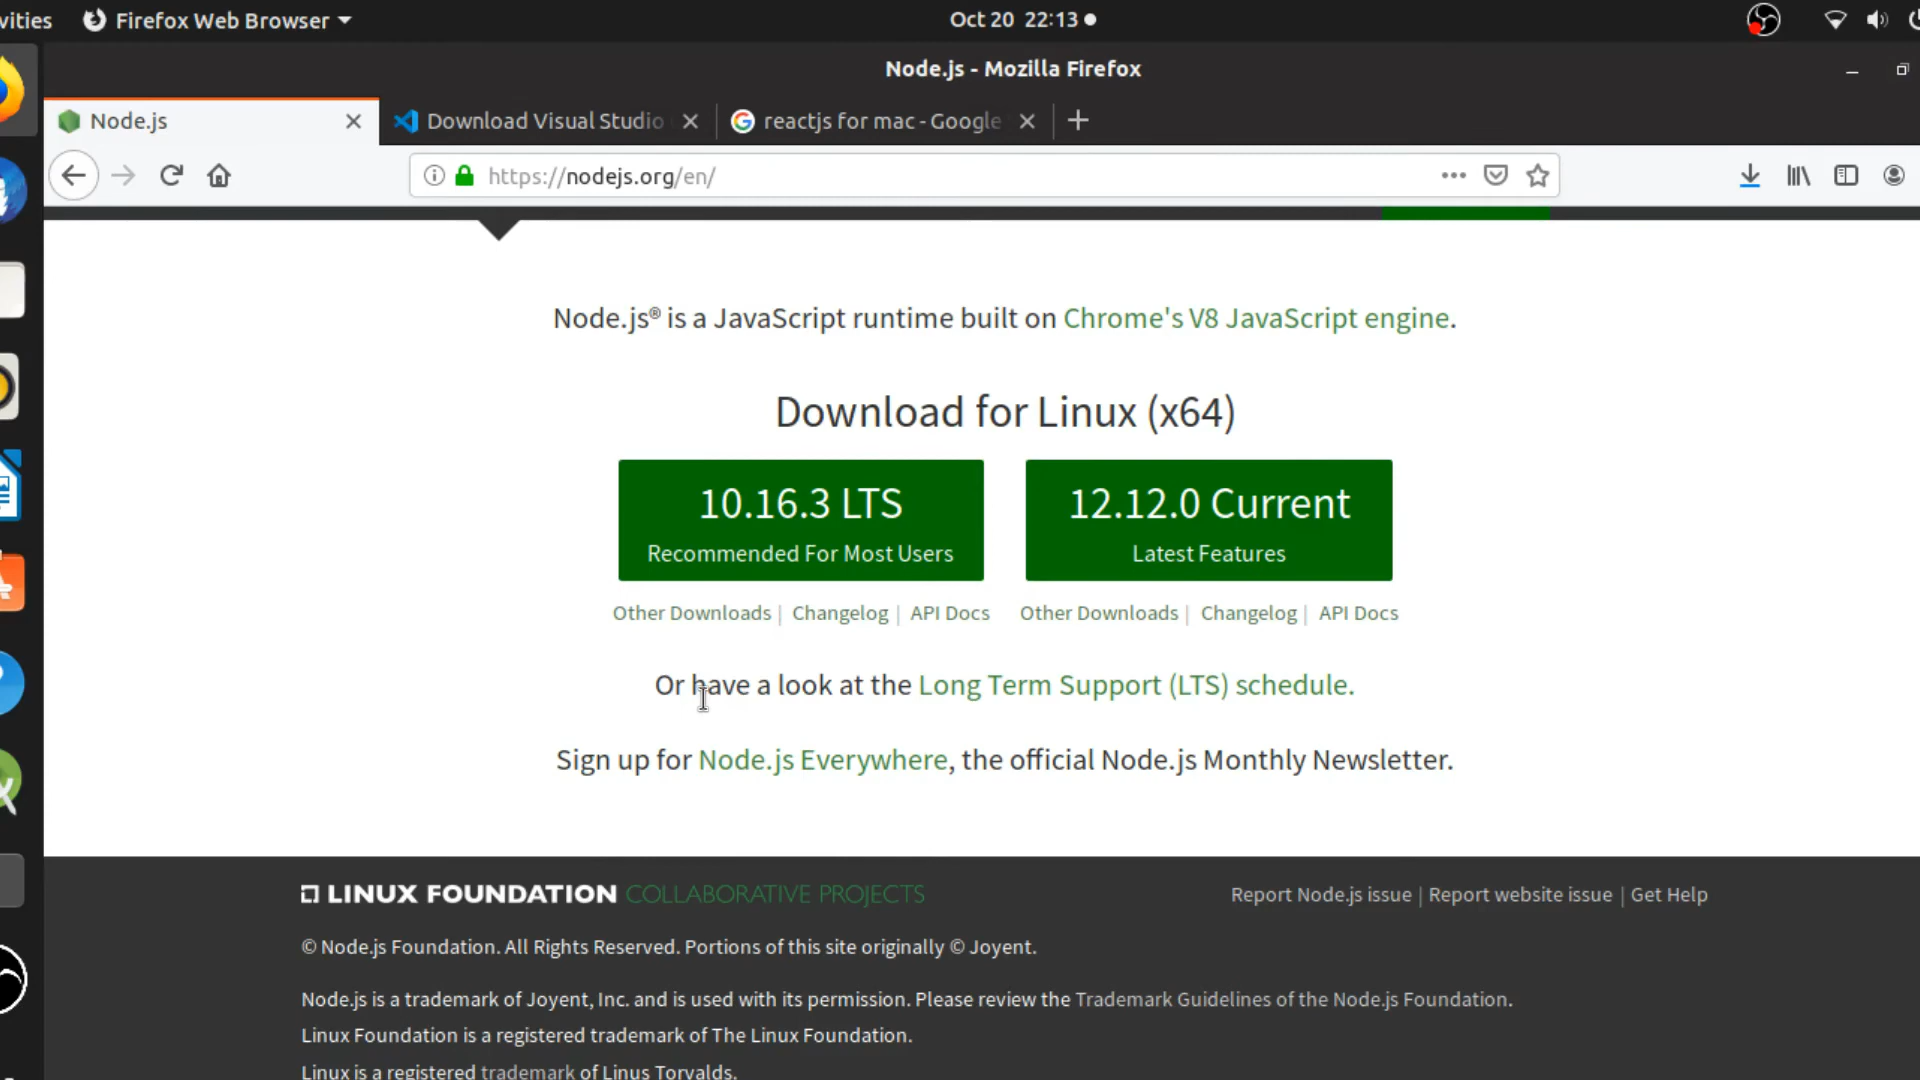 vities Firefox Web Browser Oct 20 22:13
Node.js - Mozilla Firefox
Node.js Download Visual Studio reactjs for mac - Google
https://nodejs.org/en/
Node.js® is a JavaScript runtime built on Chrome's V8 JavaScript engine.
Download for Linux (x64)
10.16.3 LTS 12.12.0 Current
Recommended For Most Users Latest Features
Other Downloads | Changelog | API Docs Other Downloads | Changelog | API Docs
Or have a look at the Long Term Support (LTS) schedule.
Sign up for Node.js Everywhere, the official Node.js Monthly Newsletter.
LINUX FOUNDATION COLLABORATIVE PROJECTS Report Node.js issue | Report website issue | Get Help
© Node.js Foundation. All Rights Reserved. Portions of this site originally © Joyent.
Node.js is a trademark of Joyent, Inc. and is used with its permission. Please review the Trademark Guidelines of the Node.js Foundation.
Linux Foundation is a registered trademark of The Linux Foundation.
Linux is a registered trademark of Linus Torvalds.